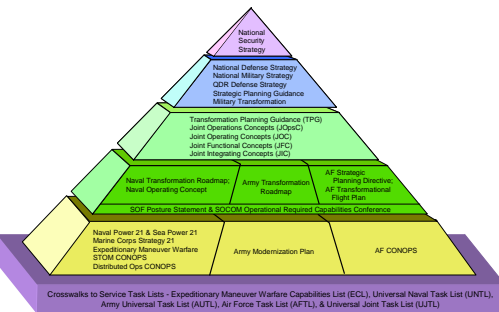 National
Security
Strategy
National Defense Strategy
National Military Strategy
QDR Defense Strategy
Strategic Planning Guidance
Military Transformation
Transformation Planning Guidance (TPG)
Joint Operations Concepts (JOpsC)
Joint Operating Concepts (JOC)
Joint Functional Concepts (JFC)
Joint Integrating Concepts (JIC)
Naval Transformation Roadmap;
Naval Operating Concept
Army Transformation
Roadmap
AF Strategic
Planning Directive;
AF Transformational
Flight Plan
SOF Posture Statement & SOCOM Operational Required Capabilities Conference
Naval Power 21 & Sea Power 21
Marine Corps Strategy 21
Expeditionary Maneuver Warfare
STOM CONOPS
Distributed Ops CONOPS
Army Modernization Plan
AF CONOPS
Crosswalks to Service Task Lists - Expeditionary Maneuver Warfare Capabilities List (ECL), Universal Naval Task List (UNTL),
Army Universal Task List (AUTL), Air Force Task List (AFTL), & Universal Joint Task List (UJTL)